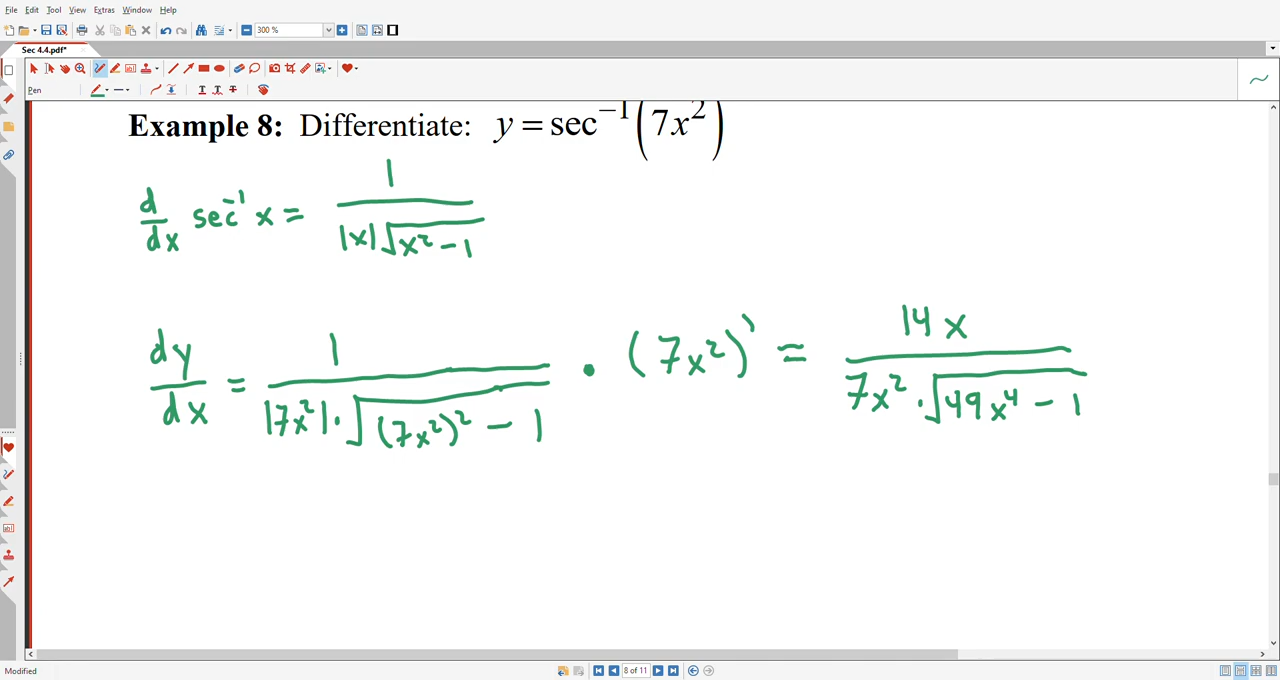 File Edit Tool View Extras Window Help
300 %
Sec 4.4.pdf*
Pen
Example 8: Differentiate: y = sec⁻¹(7x²)
d/dx sec⁻¹ x = 1/(|x|√(x² - 1))
dy/dx = 1/(|7x²| · √((7x²)² - 1)) · (7x²)' = 14x/(7x² · √(49x⁴ - 1))
Modified
8 of 11